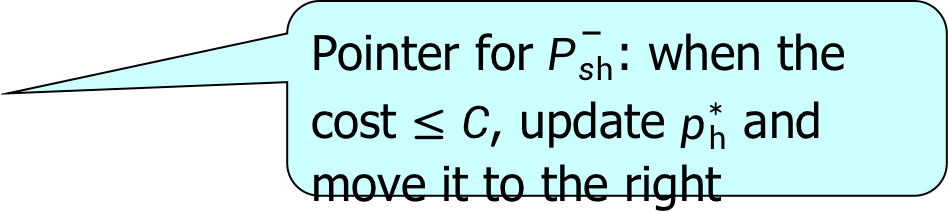 Pointer for P⁻ₛₕ: when the
cost ≤ C, update p*ₕ and
move it to the right